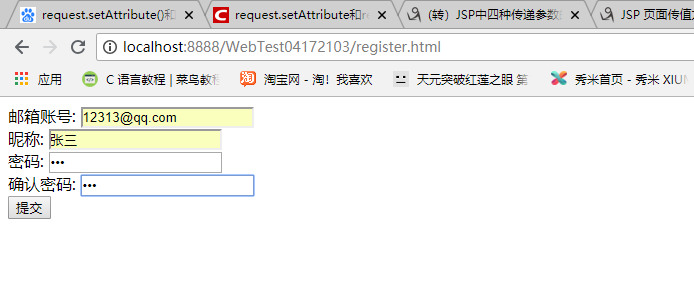 request.setAttribute()和 request.setAttribute和re (转) JSP中四种传递参数 JSP 页面传值
localhost:8888/WebTest04172103/register.html
应用 C 语言教程 | 菜鸟 淘宝网 - 淘！我喜欢 天元突破红莲之眼 第 秀米首页 - 秀米 XIUM
邮箱账号: 12313@qq.com
昵称: 张三
密码: •••
确认密码: •••
提交